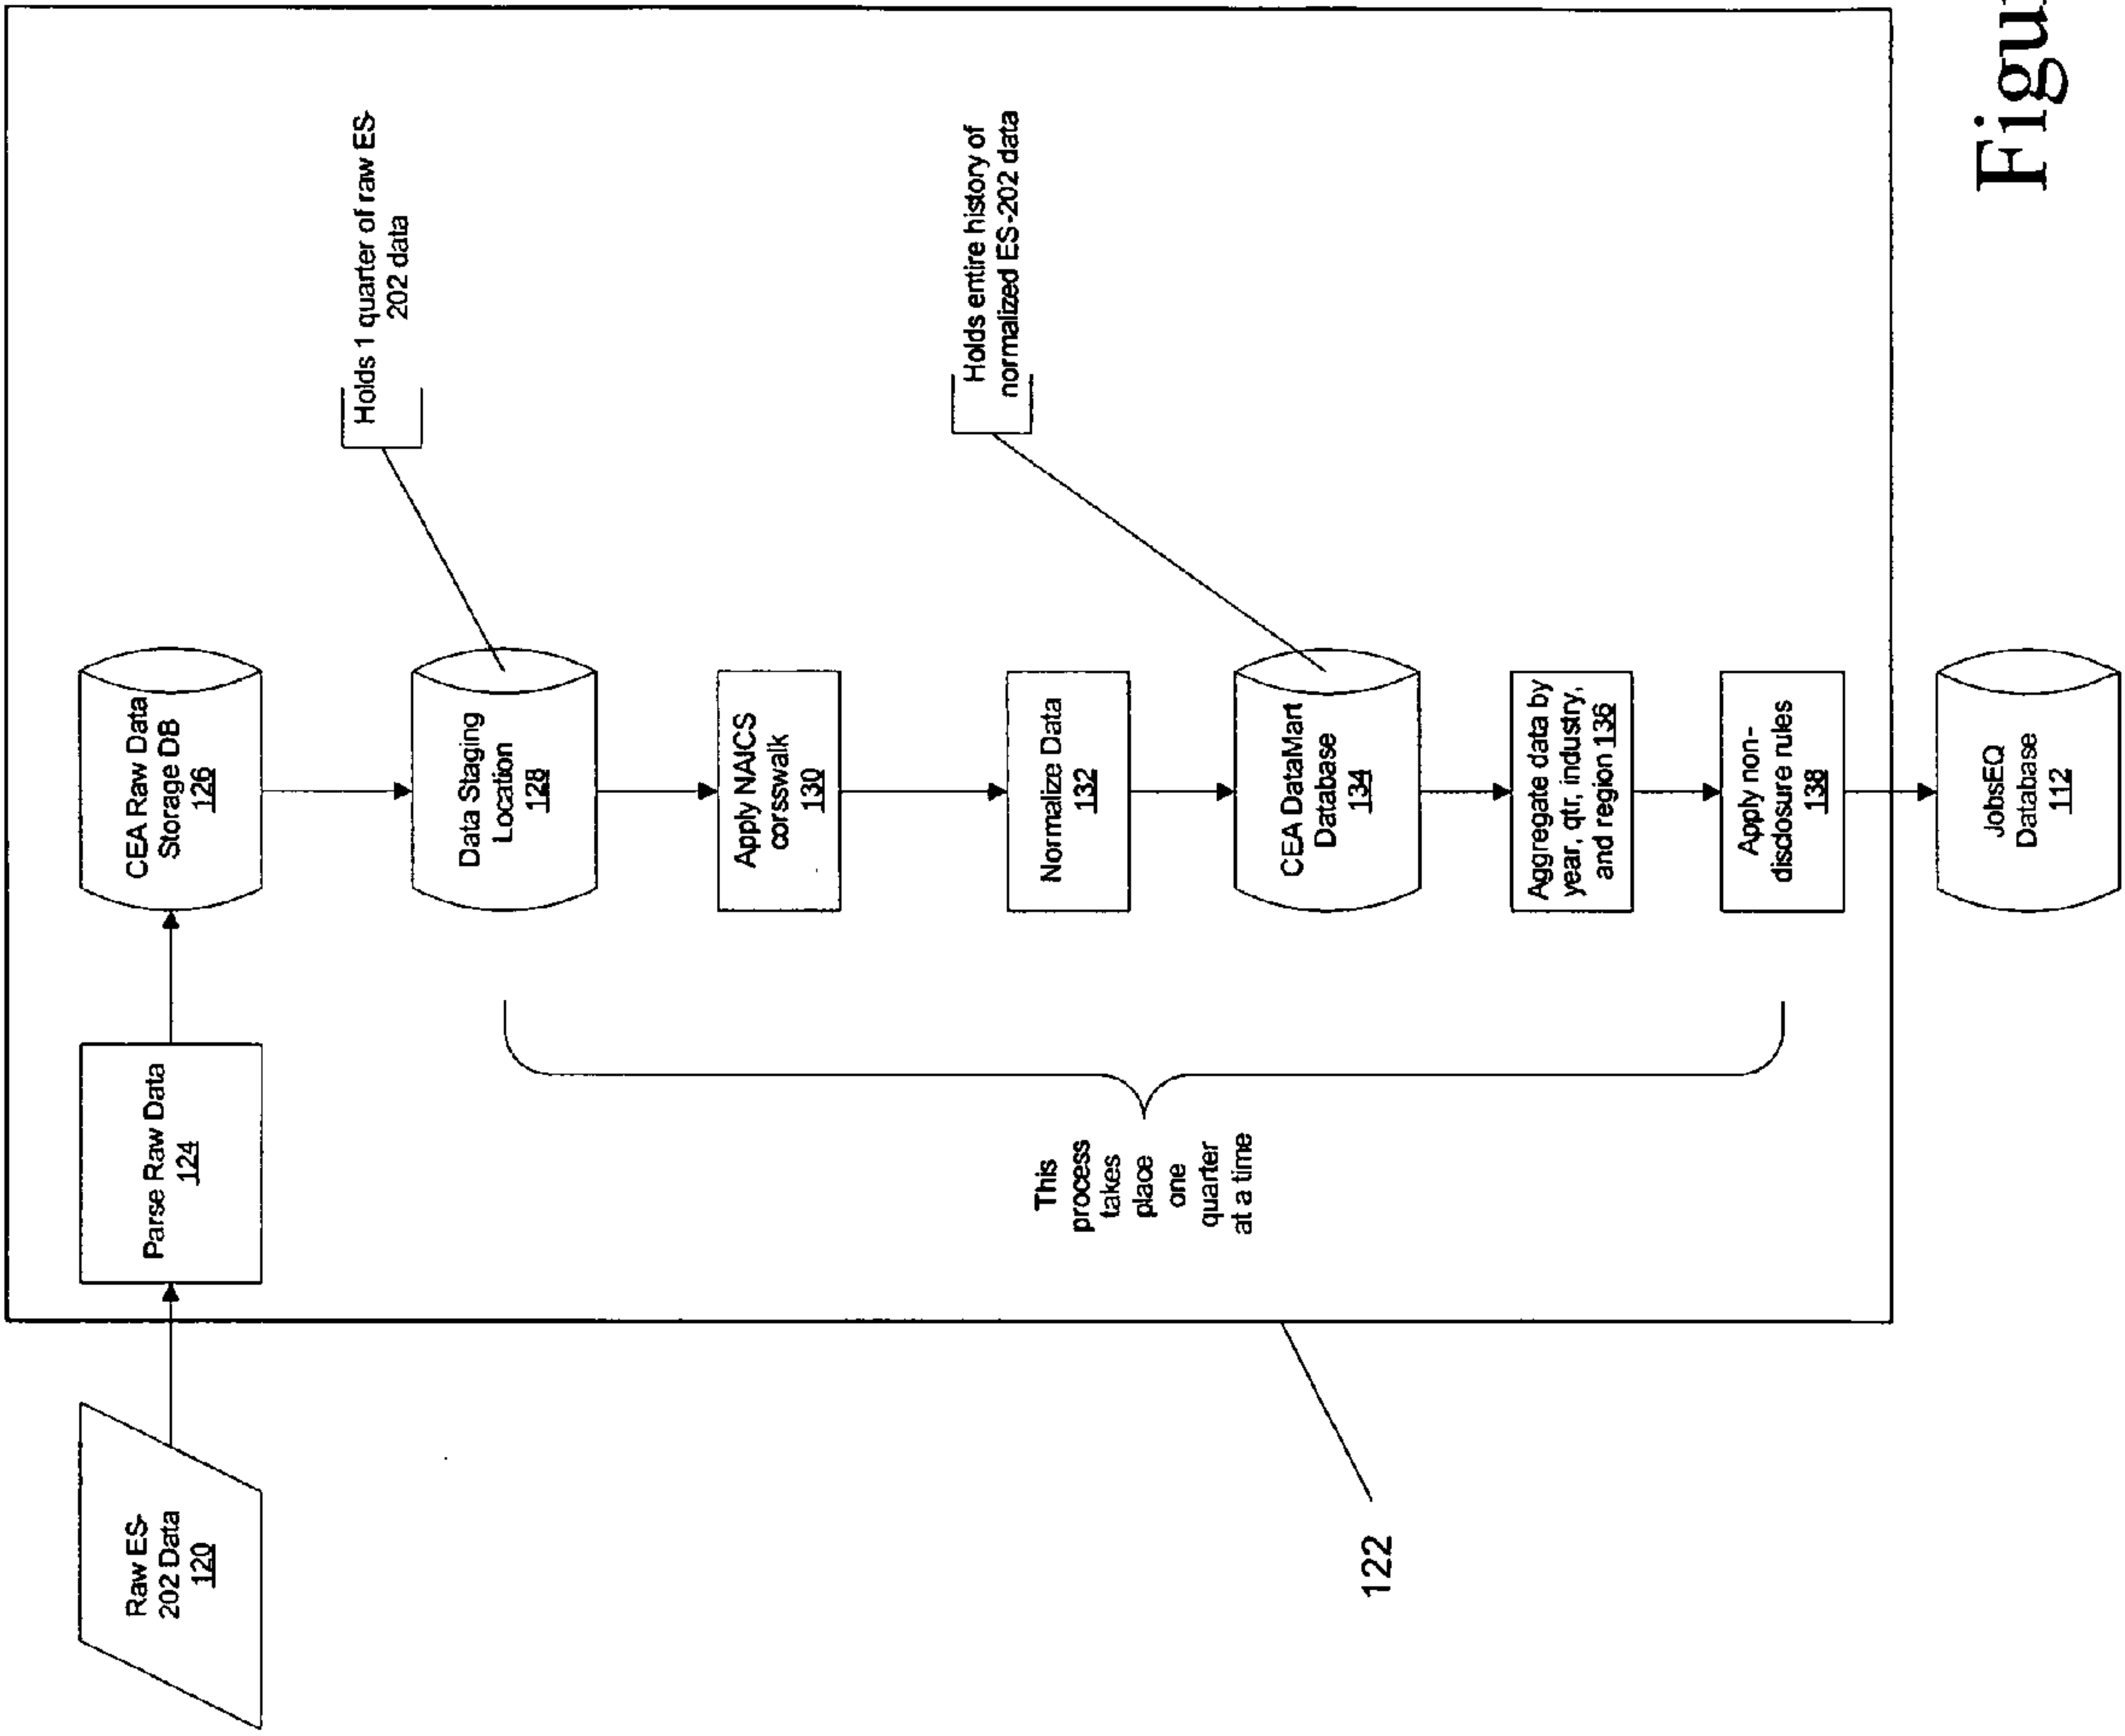 Raw ES-
202 Data
120
Parse Raw Data
124
CEA Raw Data
Storage DB
126
Holds 1 quarter of raw ES-
202 data
Data Staging
Location
128
Apply NAICS
corsswalk
130
Normalize Data
132
Holds entire history of
normalized ES-202 data
CEA DataMart
Database
134
Aggregate data by
year, qtr, industry,
and region 136
Apply non-
disclosure rules
138
JobsEQ
Database
112
This
process
takes
place
one
quarter
at a time
122